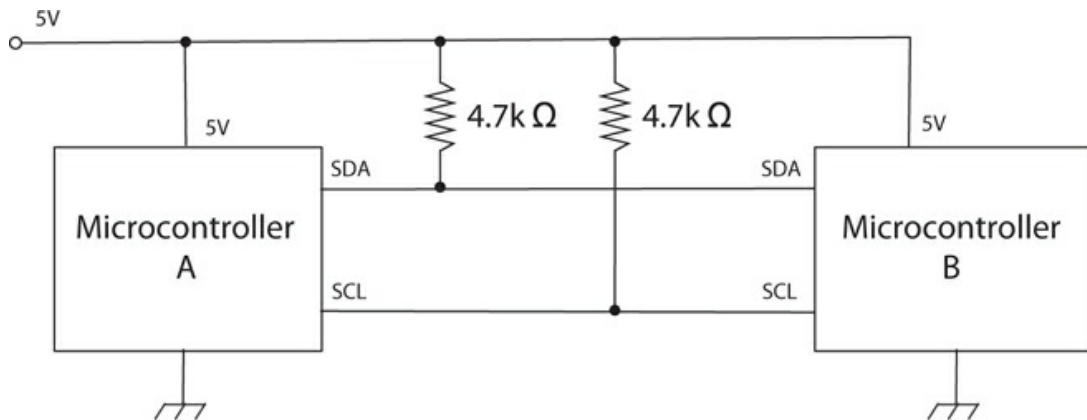 5V
5V
4.7k Ω
4.7k Ω
5V
SDA
SDA
Microcontroller
A
Microcontroller
B
SCL
SCL